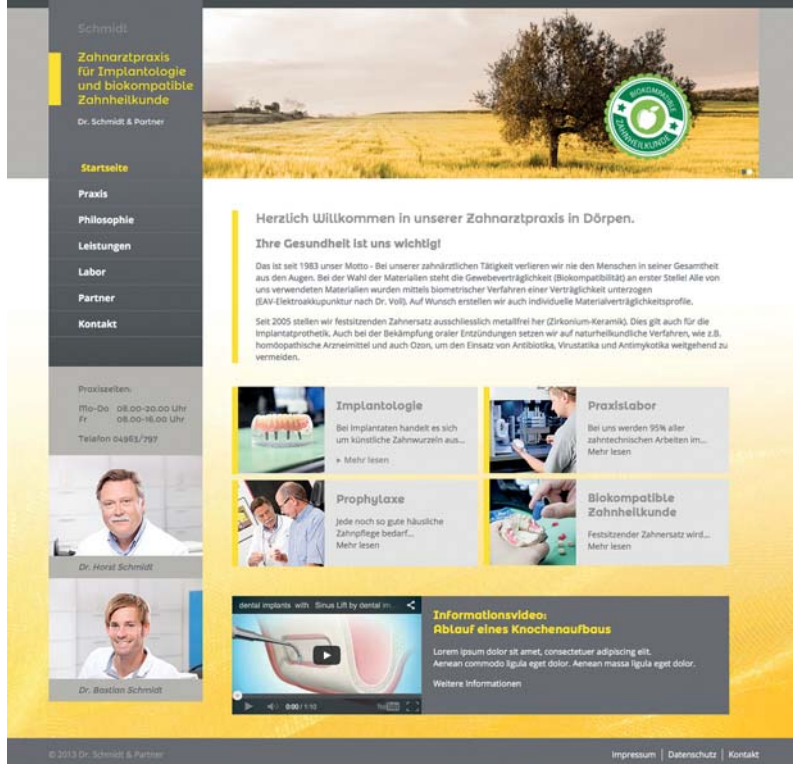 Schmidt
Zahnarztpraxis
für Implantologie
und biokompatible
Zahnheilkunde
Dr. Schmidt & Partner
Startseite
Praxis
Philosophie
Leistungen
Labor
Partner
Kontakt
Praxiszeiten:
Mo-Do 08.00-20.00 Uhr
Fr 08.00-16.00 Uhr
Telefon 04963/797
Dr. Horst Schmidt
Dr. Bastian Schmidt
BIOKOMPATIBLE
ZAHNHEILKUNDE
Herzlich Willkommen in unserer Zahnarztpraxis in Dörpen.
Ihre Gesundheit ist uns wichtig!
Das ist seit 1983 unser Motto - Bei unserer zahnärztlichen Tätigkeit verlieren wir nie den Menschen in seiner Gesamtheit
aus den Augen. Bei der Wahl der Materialien steht die Gewebeverträglichkeit (Biokompatibilität) an erster Stelle! Alle von
uns verwendeten Materialien wurden mittels biometrischer Verfahren einer Verträglichkeit unterzogen
(EAV-Elektroakkupunktur nach Dr. Voll). Auf Wunsch erstellen wir auch individuelle Materialverträglichkeitsprofile.
Seit 2005 stellen wir festsitzenden Zahnersatz ausschliesslich metallfrei her (Zirkonium-Keramik). Dies gilt auch für die
Implantatprothetik. Auch bei der Bekämpfung oraler Entzündungen setzen wir auf naturheilkundliche Verfahren, wie z.B.
homöopathische Arzneimittel und auch Ozon, um den Einsatz von Antibiotika, Virustatika und Antimykotika weitgehend zu
vermeiden.
Implantologie
Bei Implantaten handelt es sich
um künstliche Zahnwurzeln aus...
▸ Mehr lesen
Praxislabor
Bei uns werden 95% aller
zahntechnischen Arbeiten im...
Mehr lesen
Prophylaxe
Jede noch so gute häusliche
Zahnpflege bedarf...
Mehr lesen
Biokompatible
Zahnheilkunde
Festsitzender Zahnersatz wird...
Mehr lesen
dental implants with Sinus Lift by dental im...
0:00 / 1:10
Informationsvideo:
Ablauf eines Knochenaufbaus
Lorem ipsum dolor sit amet, consectetuer adipiscing elit.
Aenean commodo ligula eget dolor. Aenean massa ligula eget dolor.
Weitere Informationen
© 2013 Dr. Schmidt & Partner
Impressum | Datenschutz | Kontakt